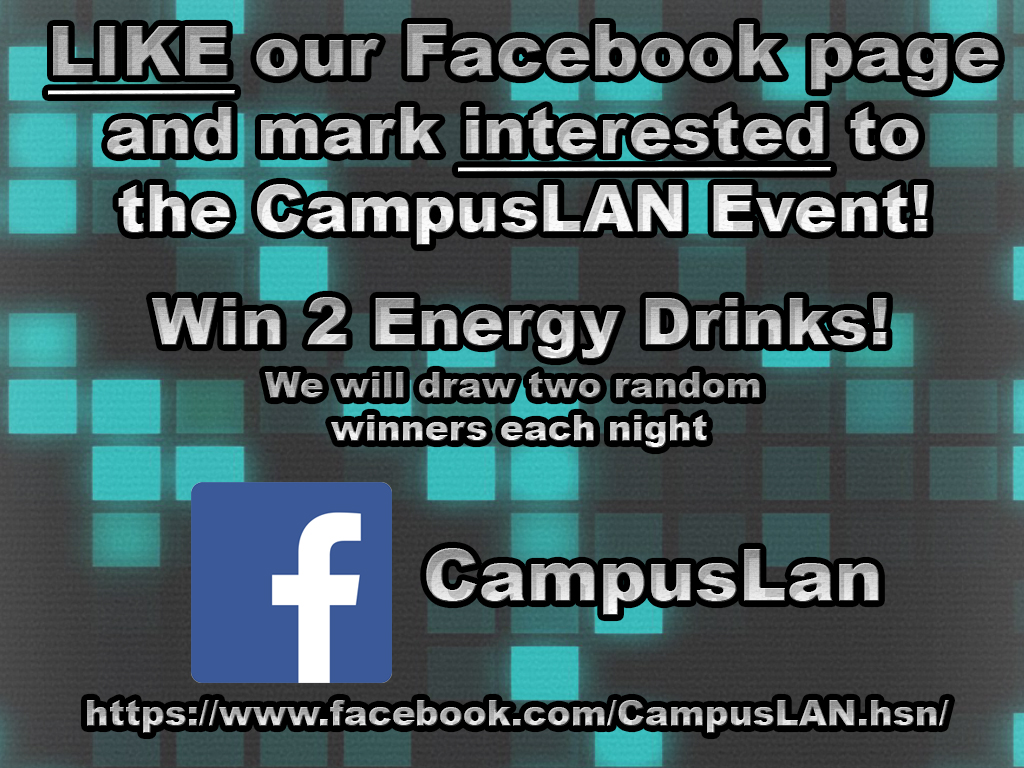 LIKE our Facebook page
and mark interested to
the CampusLAN Event!
Win 2 Energy Drinks!
We will draw two random
winners each night
CampusLan
https://www.facebook.com/CampusLAN.hsn/